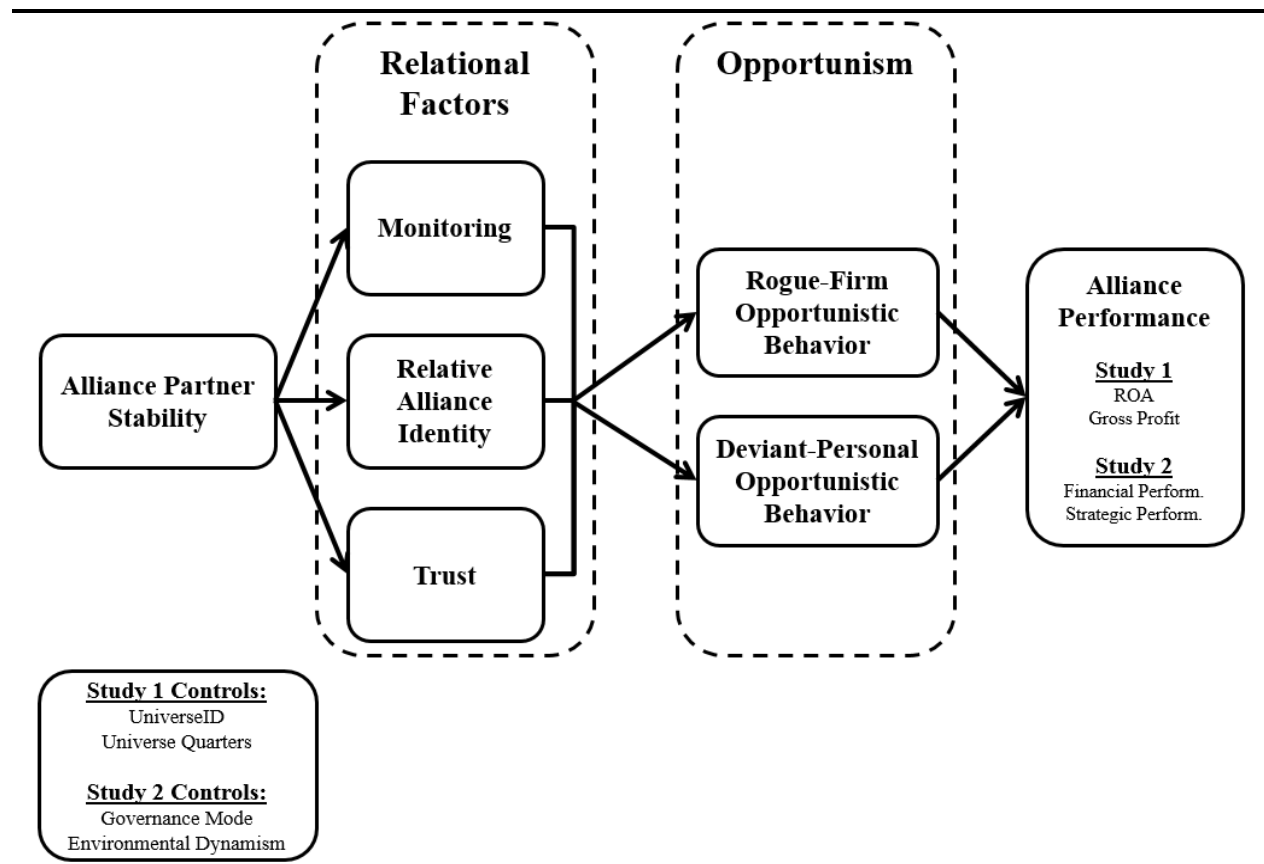 Relational
Factors
Opportunism
Monitoring
Alliance Partner
Stability
Relative
Alliance
Identity
Trust
Rogue-Firm
Opportunistic
Behavior
Deviant-Personal
Opportunistic
Behavior
Alliance
Performance
Study 1
ROA
Gross Profit
Study 2
Financial Perform.
Strategic Perform.
Study 1 Controls:
UniverseID
Universe Quarters
Study 2 Controls:
Governance Mode
Environmental Dynamism